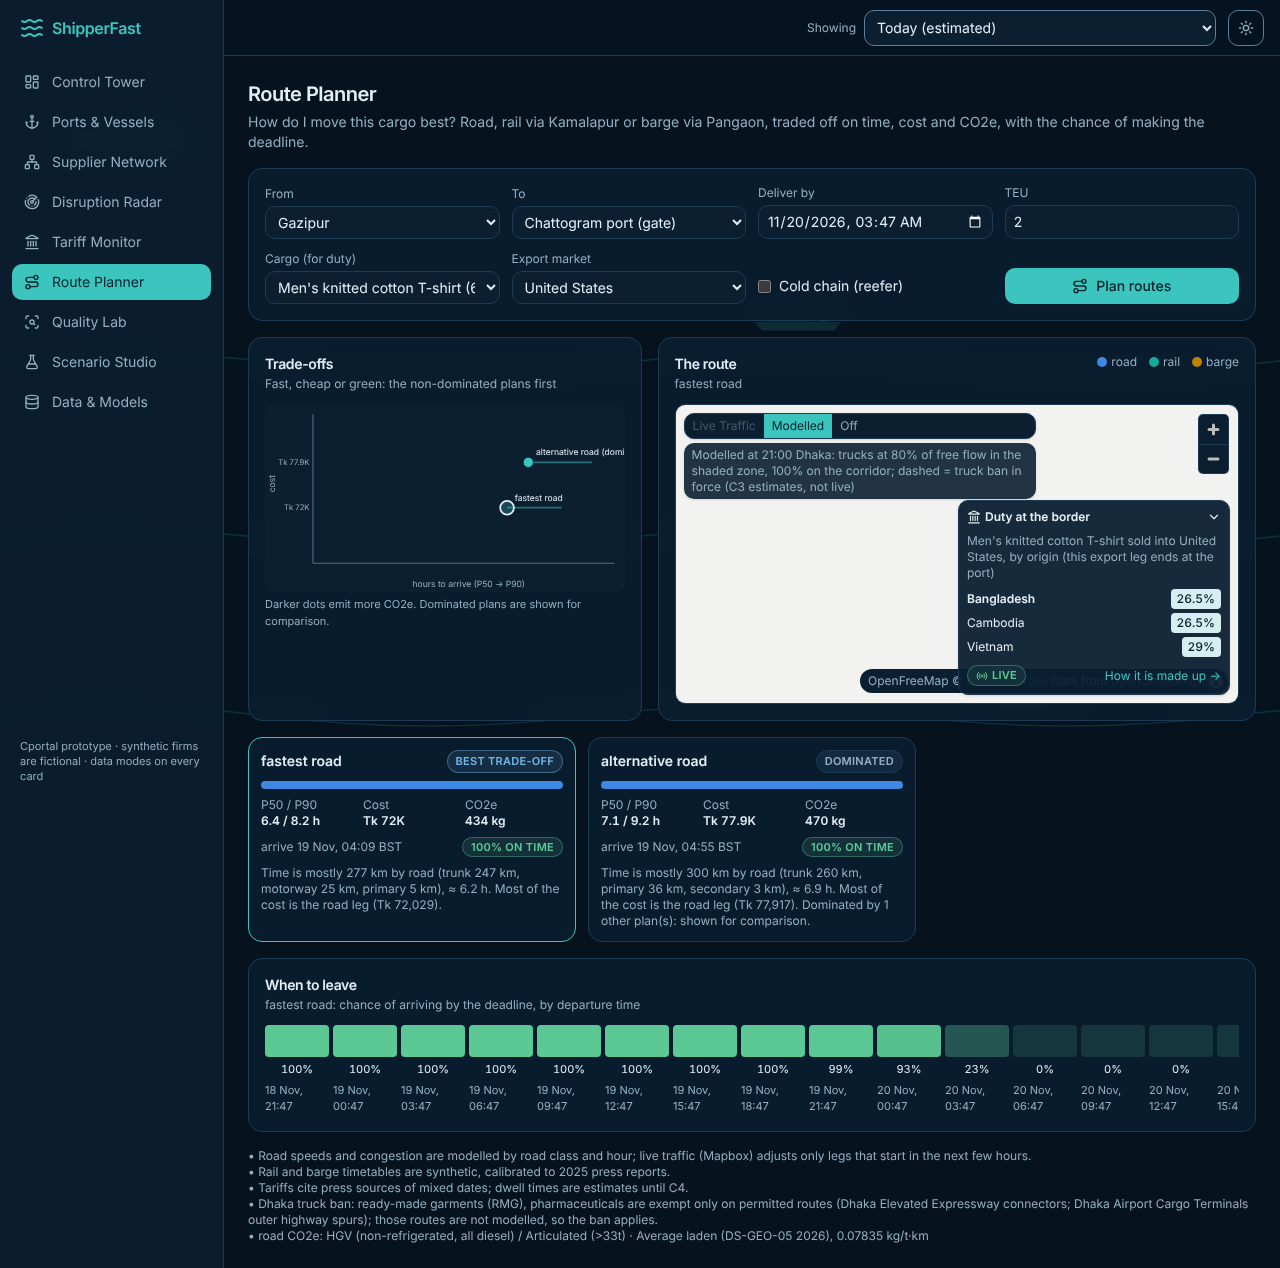 ShipperFast
Showing
Today (estimated)
Control Tower
Ports & Vessels
Supplier Network
Disruption Radar
Tariff Monitor
Route Planner
Quality Lab
Scenario Studio
Data & Models
Cportal prototype · synthetic firms
are fictional · data modes on every
card
Route Planner
How do I move this cargo best? Road, rail via Kamalapur or barge via Pangaon, traded off on time, cost and CO2e, with the chance of making the
deadline.
From
To
Deliver by
TEU
Gazipur
Chattogram port (gate)
11/20/2026, 03:47 AM
2
Cargo (for duty)
Export market
Men's knitted cotton T-shirt (6
United States
Cold chain (reefer)
Plan routes
Trade-offs
Fast, cheap or green: the non-dominated plans first
alternative road (domi
Tk 77.9K
cost
fastest road
Tk 72K
hours to arrive (P50 → P90)
Darker dots emit more CO2e. Dominated plans are shown for
comparison.
The route
fastest road
road
rail
barge
Live Traffic
Modelled
Off
Modelled at 21:00 Dhaka: trucks at 80% of free flow in the
shaded zone, 100% on the corridor; dashed = truck ban in
force (C3 estimates, not live)
+
−
Duty at the border
Men's knitted cotton T-shirt sold into United
States, by origin (this export leg ends at the
port)
Bangladesh 26.5%
Cambodia 26.5%
Vietnam 29%
LIVE
How it is made up →
OpenFreeMap
Data from
fastest road
BEST TRADE-OFF
P50 / P90 Cost CO2e
6.4 / 8.2 h Tk 72K 434 kg
arrive 19 Nov, 04:09 BST
100% ON TIME
Time is mostly 277 km by road (trunk 247 km,
motorway 25 km, primary 5 km), ≈ 6.2 h. Most of the
cost is the road leg (Tk 72,029).
alternative road
DOMINATED
P50 / P90 Cost CO2e
7.1 / 9.2 h Tk 77.9K 470 kg
arrive 19 Nov, 04:55 BST
100% ON TIME
Time is mostly 300 km by road (trunk 260 km,
primary 36 km, secondary 3 km), ≈ 6.9 h. Most of
the cost is the road leg (Tk 77,917). Dominated by 1
other plan(s): shown for comparison.
When to leave
fastest road: chance of arriving by the deadline, by departure time
100% 100% 100% 100% 100% 100% 100% 100% 99% 93% 23% 0% 0% 0%
18 Nov, 19 Nov, 19 Nov, 19 Nov, 19 Nov, 19 Nov, 19 Nov, 19 Nov, 19 Nov, 20 Nov, 20 Nov, 20 Nov, 20 Nov, 20 Nov, 20 N
21:47 00:47 03:47 06:47 09:47 12:47 15:47 18:47 21:47 00:47 03:47 06:47 09:47 12:47 15:4
• Road speeds and congestion are modelled by road class and hour; live traffic (Mapbox) adjusts only legs that start in the next few hours.
• Rail and barge timetables are synthetic, calibrated to 2025 press reports.
• Tariffs cite press sources of mixed dates; dwell times are estimates until C4.
• Dhaka truck ban: ready-made garments (RMG), pharmaceuticals are exempt only on permitted routes (Dhaka Elevated Expressway connectors; Dhaka Airport Cargo Terminals
outer highway spurs); those routes are not modelled, so the ban applies.
• road CO2e: HGV (non-refrigerated, all diesel) / Articulated (>33t) · Average laden (DS-GEO-05 2026), 0.07835 kg/t·km